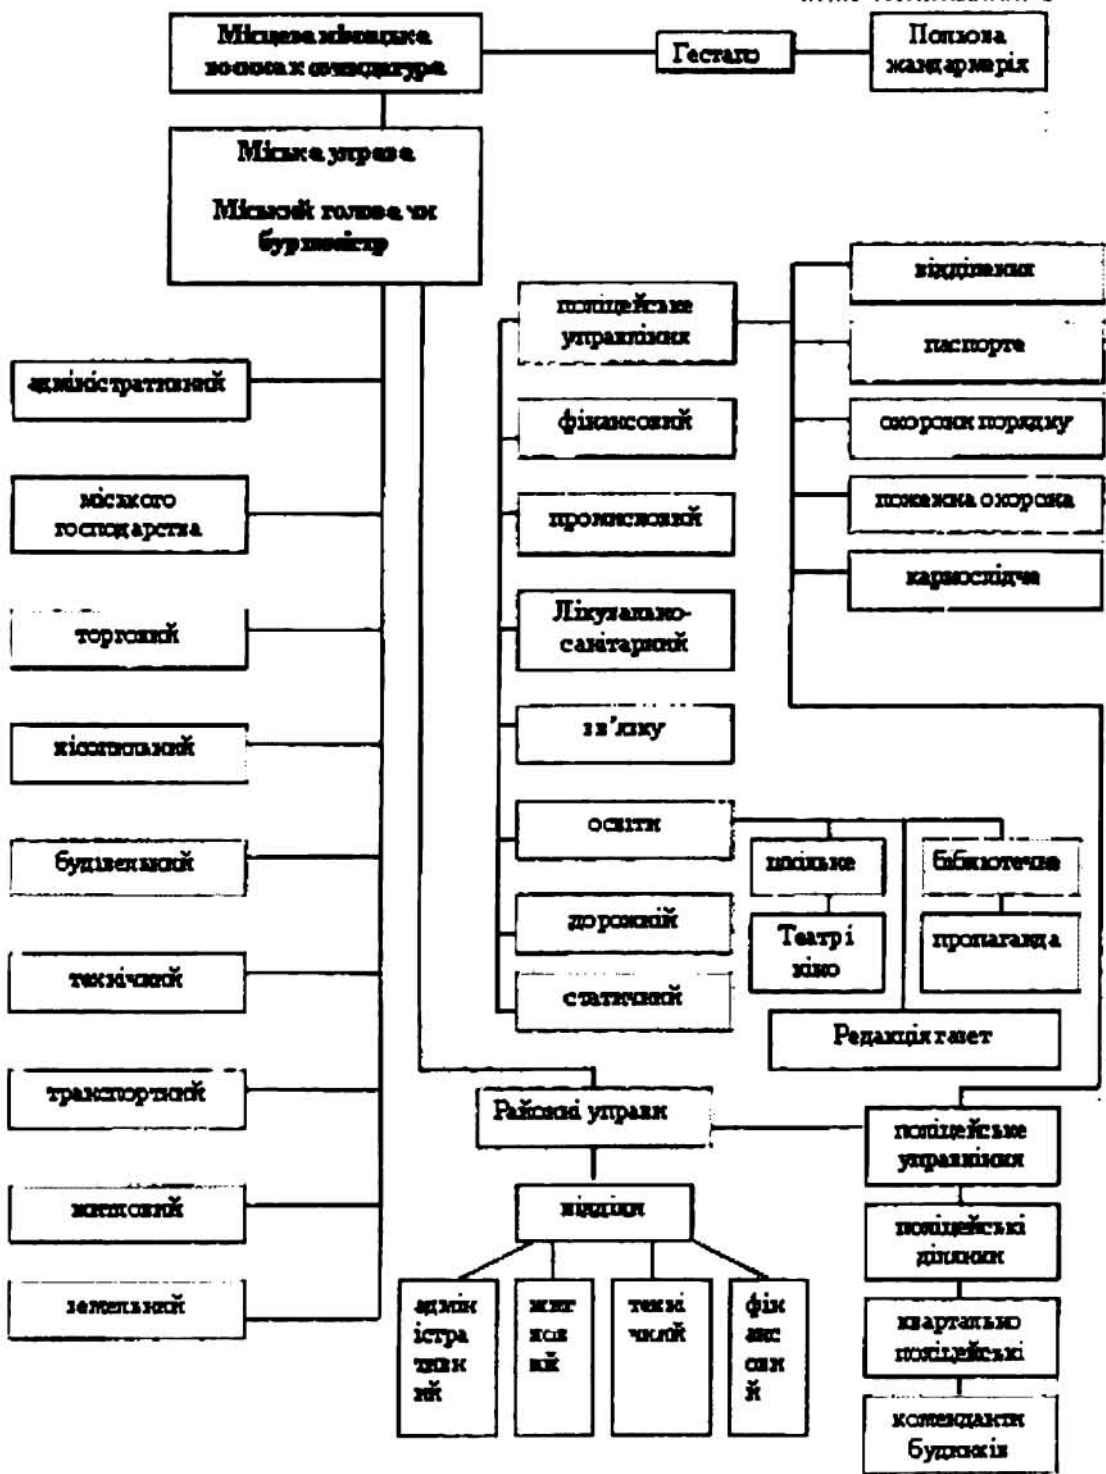 Місцева німецька
військова комендатура
Гестапо
Польова
жандармерія
Міська управа
Міський голова чи
бургомістр
поліцейське
управління
відділення
паспорте
охорони порядку
пожежна охорона
кармослідче
адміністративний
міського
господарства
торговий
лісопильний
будівельний
технічний
транспортний
житловий
земельний
фінансовий
промисловий
Лікувально-
санітарний
зв'язку
освіти
дорожній
статичний
шкільне
бібліотечне
Театр і
кіно
пропаганда
Редакція газет
Районні управи
поліцейське
управління
відділи
поліцейські
ділянки
адмін
істра
тивн
ий
жит
лов
ий
техні
чний
фін
анс
ови
й
квартально
поліцейські
коменданти
будинків